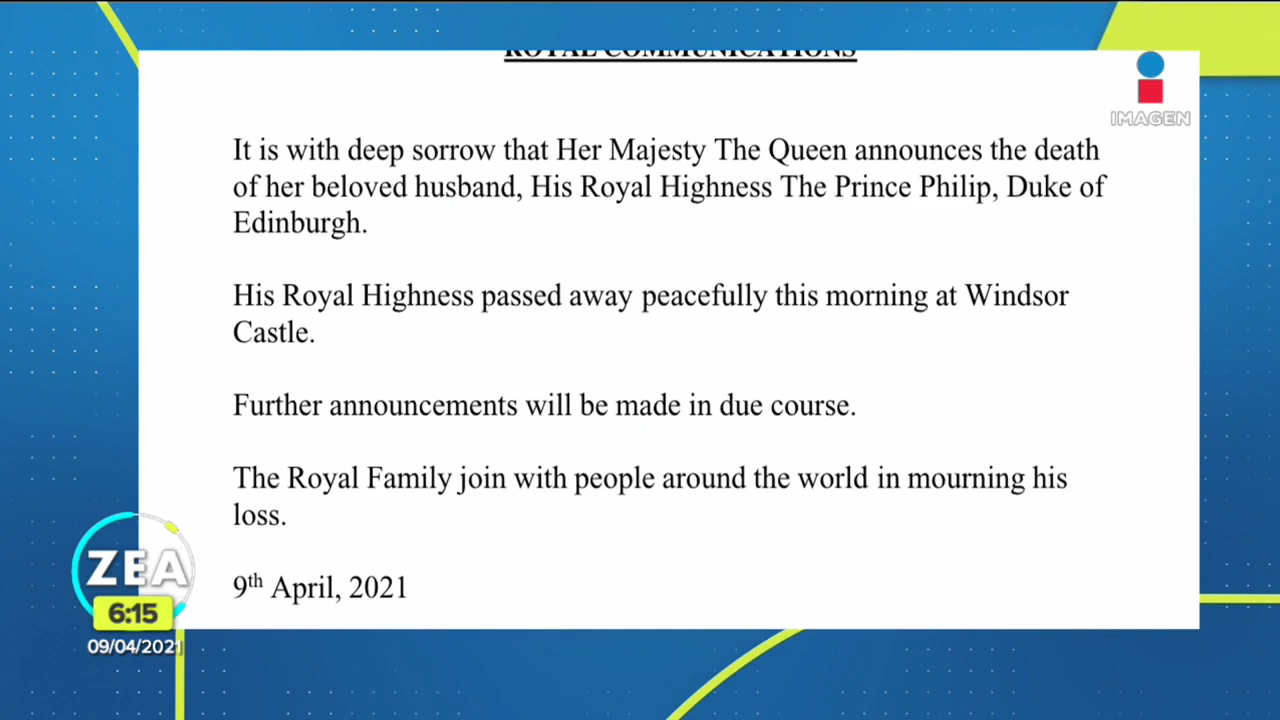 ROYAL COMMUNICATIONS
IMAGEN
It is with deep sorrow that Her Majesty The Queen announces the death
of her beloved husband, His Royal Highness The Prince Philip, Duke of
Edinburgh.
His Royal Highness passed away peacefully this morning at Windsor
Castle.
Further announcements will be made in due course.
The Royal Family join with people around the world in mourning his
loss.
9th April, 2021
ZEA
6:15
09/04/2021